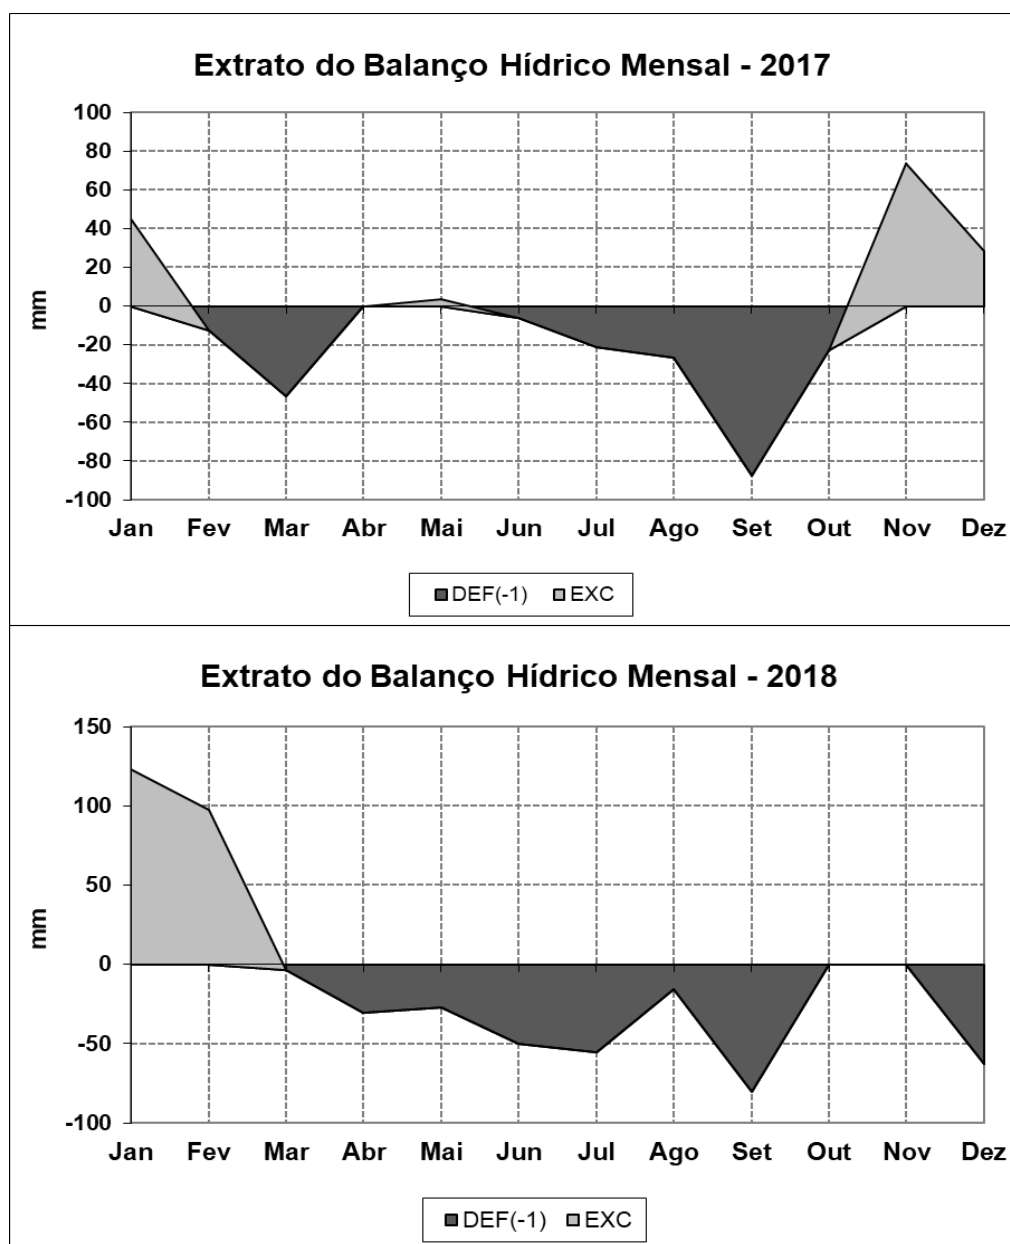 Extrato do Balanço Hídrico Mensal - 2017
100
80
60
40
20
0
-20
-40
-60
-80
-100
mm
Jan Fev Mar Abr Mai Jun Jul Ago Set Out Nov Dez
DEF(-1) EXC
Extrato do Balanço Hídrico Mensal - 2018
150
100
50
0
-50
-100
mm
Jan Fev Mar Abr Mai Jun Jul Ago Set Out Nov Dez
DEF(-1) EXC